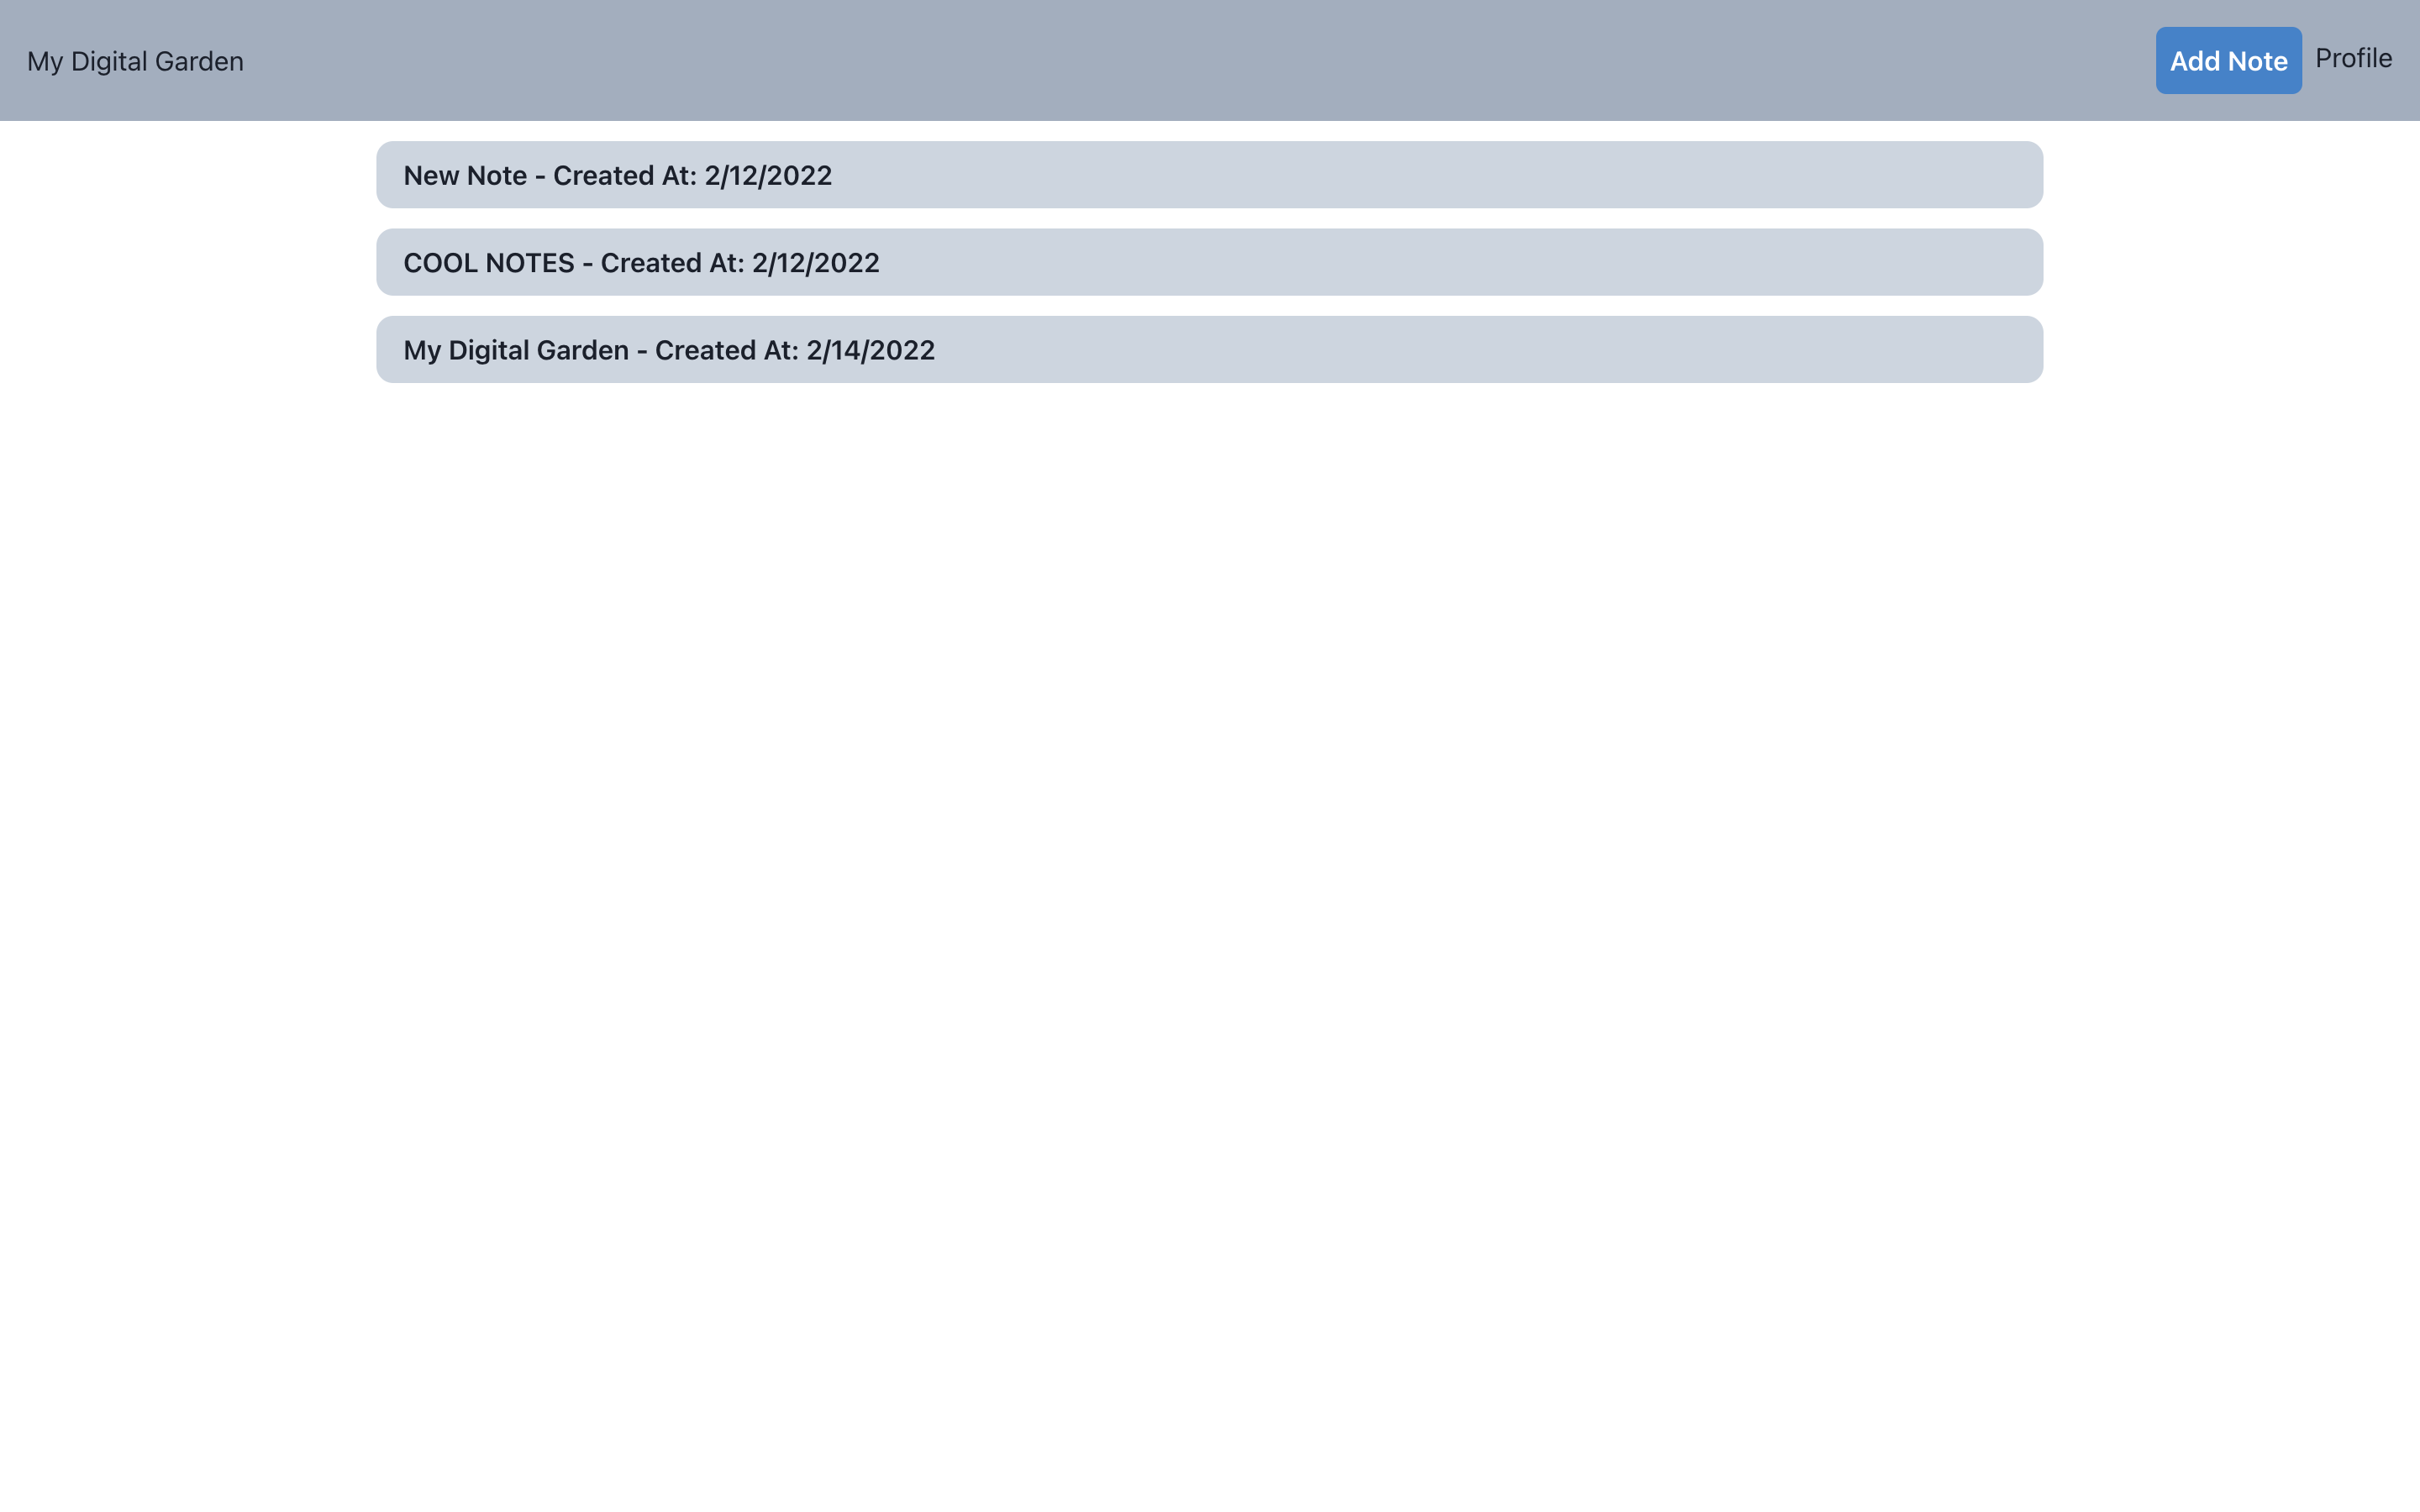 My Digital Garden
Add Note
Profile
New Note - Created At: 2/12/2022
COOL NOTES - Created At: 2/12/2022
My Digital Garden - Created At: 2/14/2022